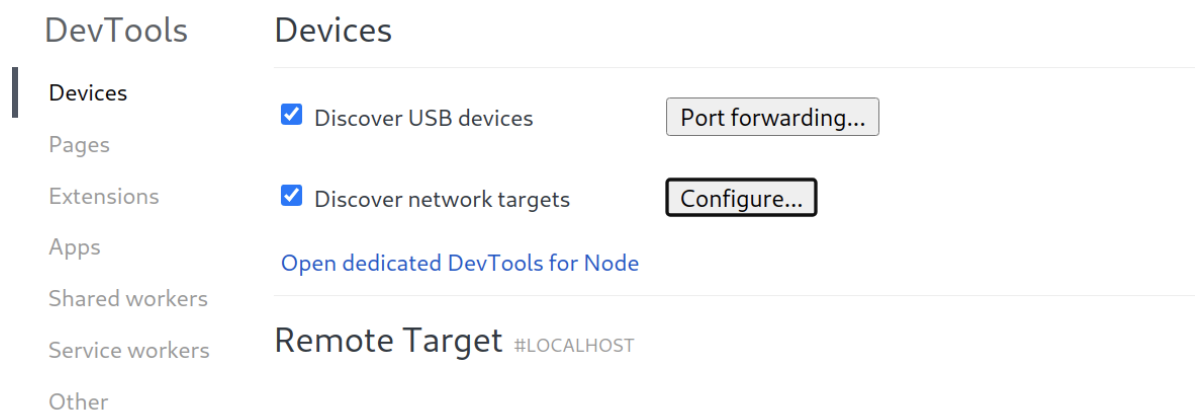 DevTools
Devices
Pages
Extensions
Apps
Shared workers
Service workers
Other
Devices
Discover USB devices
Port forwarding...
Discover network targets
Configure...
Open dedicated DevTools for Node
Remote Target #LOCALHOST